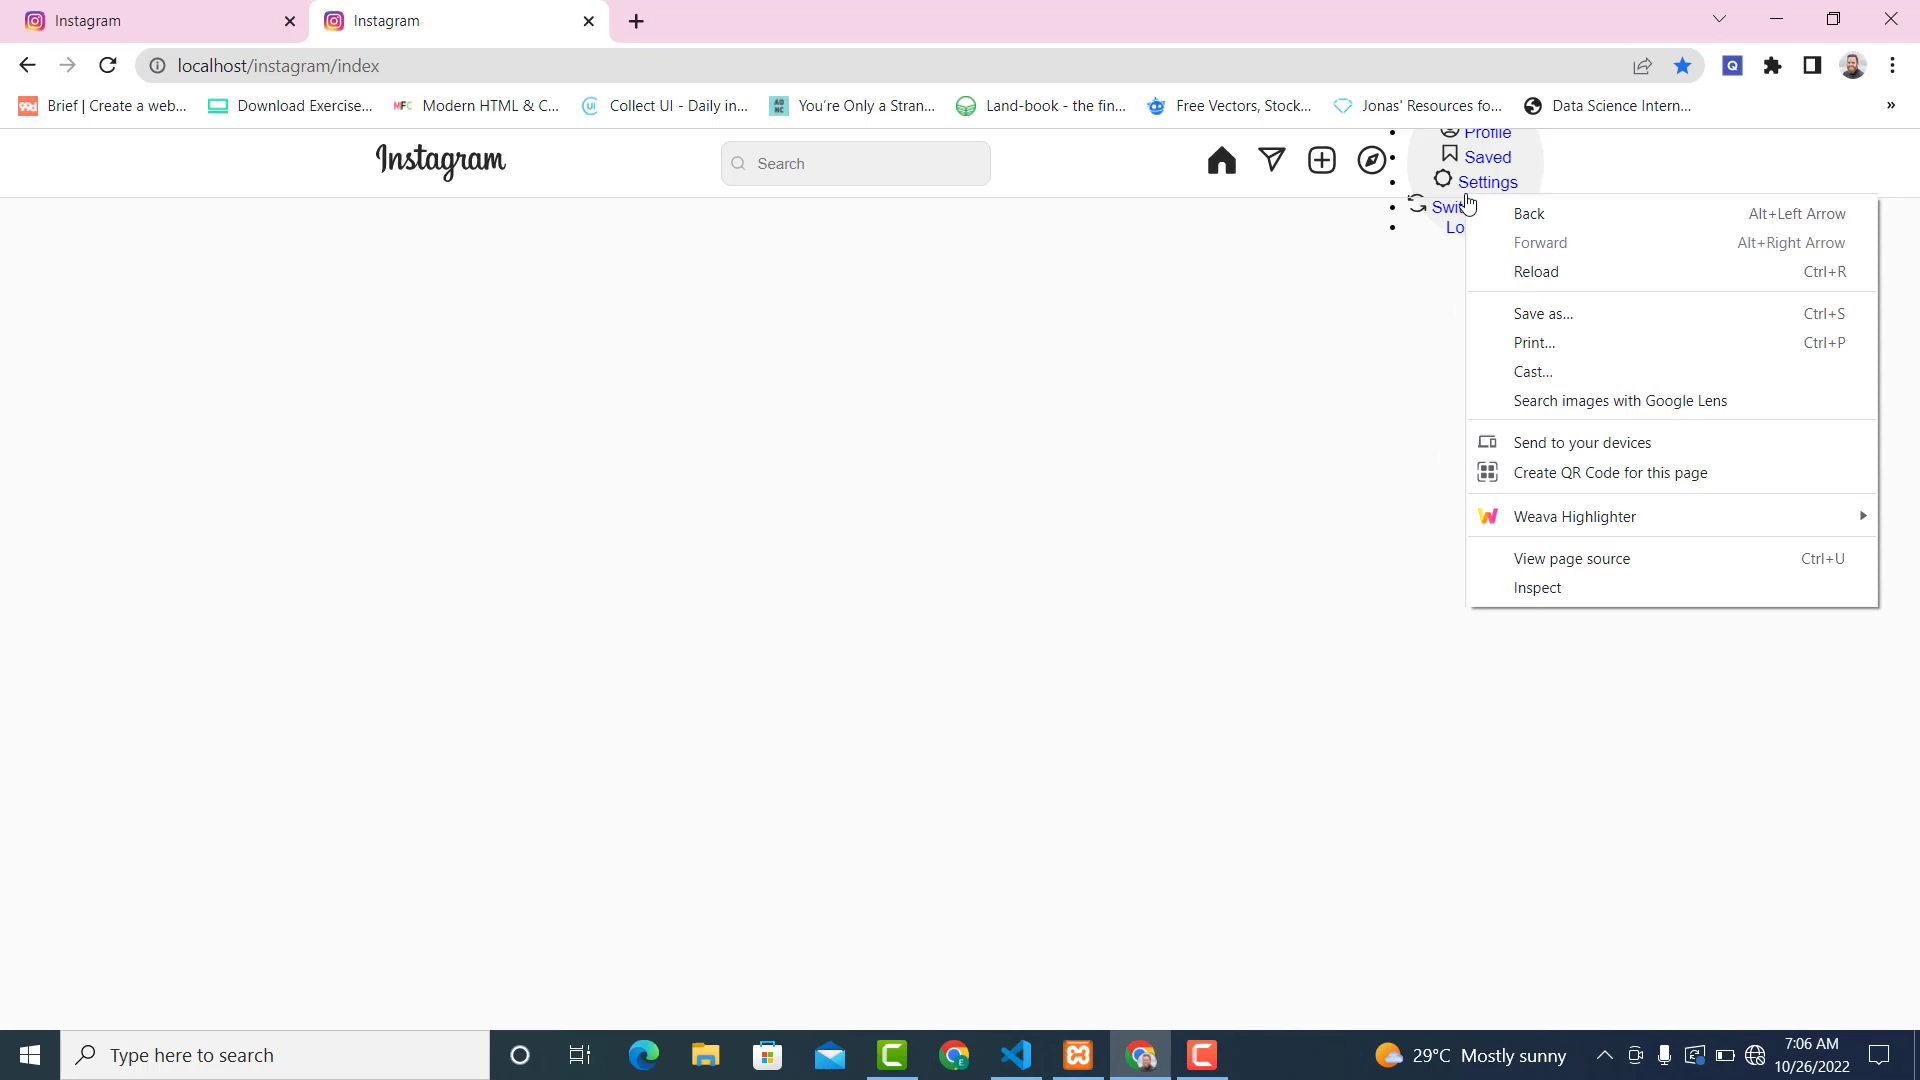 Instagram
Instagram
localhost/instagram/index
Brief | Create a web...
Download Exercise...
MFC Modern HTML & C...
Collect UI - Daily in...
You're Only a Stran...
Land-book - the fin...
Free Vectors, Stock...
Jonas' Resources fo...
Data Science Intern...
»
Instagram
Search
Profile
Saved
Settings
Swit
Lo
Back Alt+Left Arrow
Forward Alt+Right Arrow
Reload Ctrl+R
Save as... Ctrl+S
Print... Ctrl+P
Cast...
Search images with Google Lens
Send to your devices
Create QR Code for this page
Weava Highlighter
View page source Ctrl+U
Inspect
Type here to search
29°C Mostly sunny
7:06 AM
10/26/2022